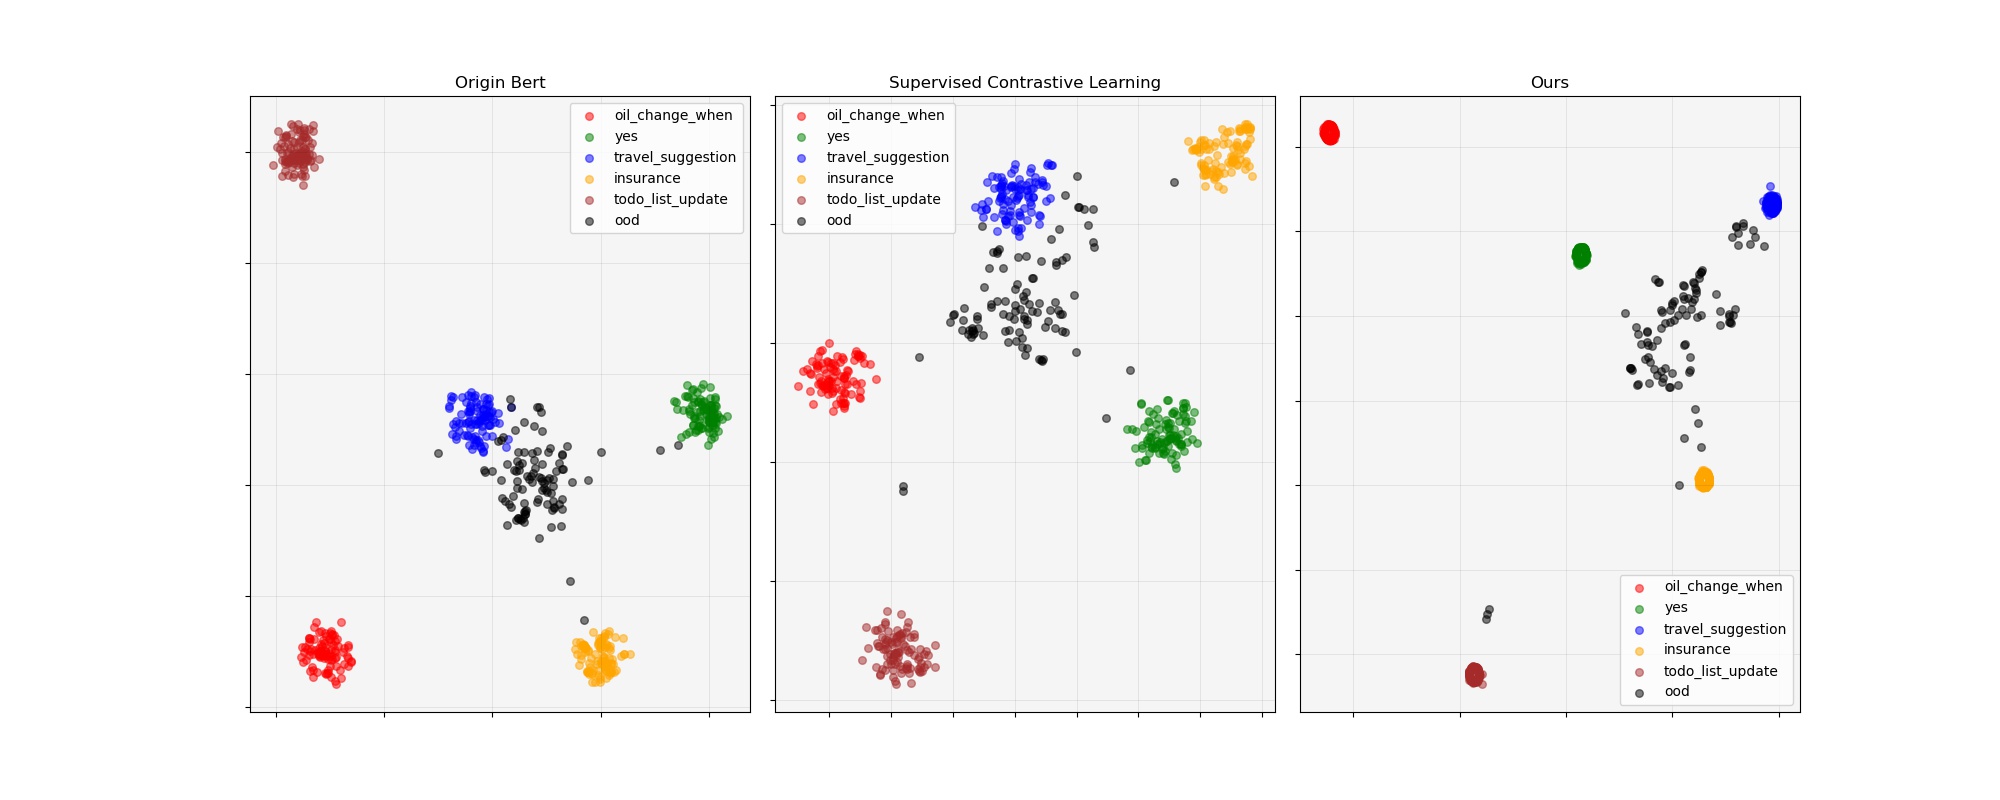 Origin Bert
oil_change_when
yes
travel_suggestion
insurance
todo_list_update
ood
Supervised Contrastive Learning
oil_change_when
yes
travel_suggestion
insurance
todo_list_update
ood
Ours
oil_change_when
yes
travel_suggestion
insurance
todo_list_update
ood